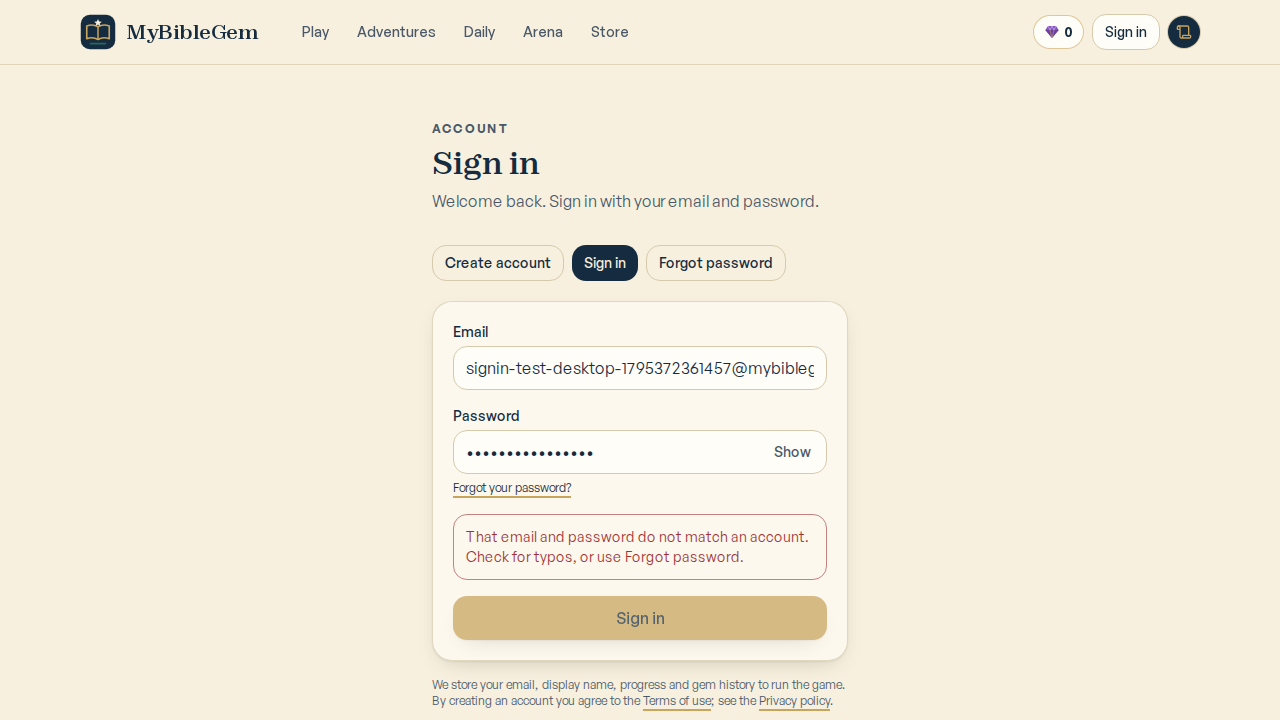 MyBibleGem
Play
Adventures
Daily
Arena
Store
0
Sign in
ACCOUNT
Sign in
Welcome back. Sign in with your email and password.
Create account
Sign in
Forgot password
Email
signin-test-desktop-1795372361457@mybibleg
Password
••••••••••••••••
Show
Forgot your password?
That email and password do not match an account.
Check for typos, or use Forgot password.
Sign in
We store your email, display name, progress and gem history to run the game.
By creating an account you agree to the Terms of use; see the Privacy policy.